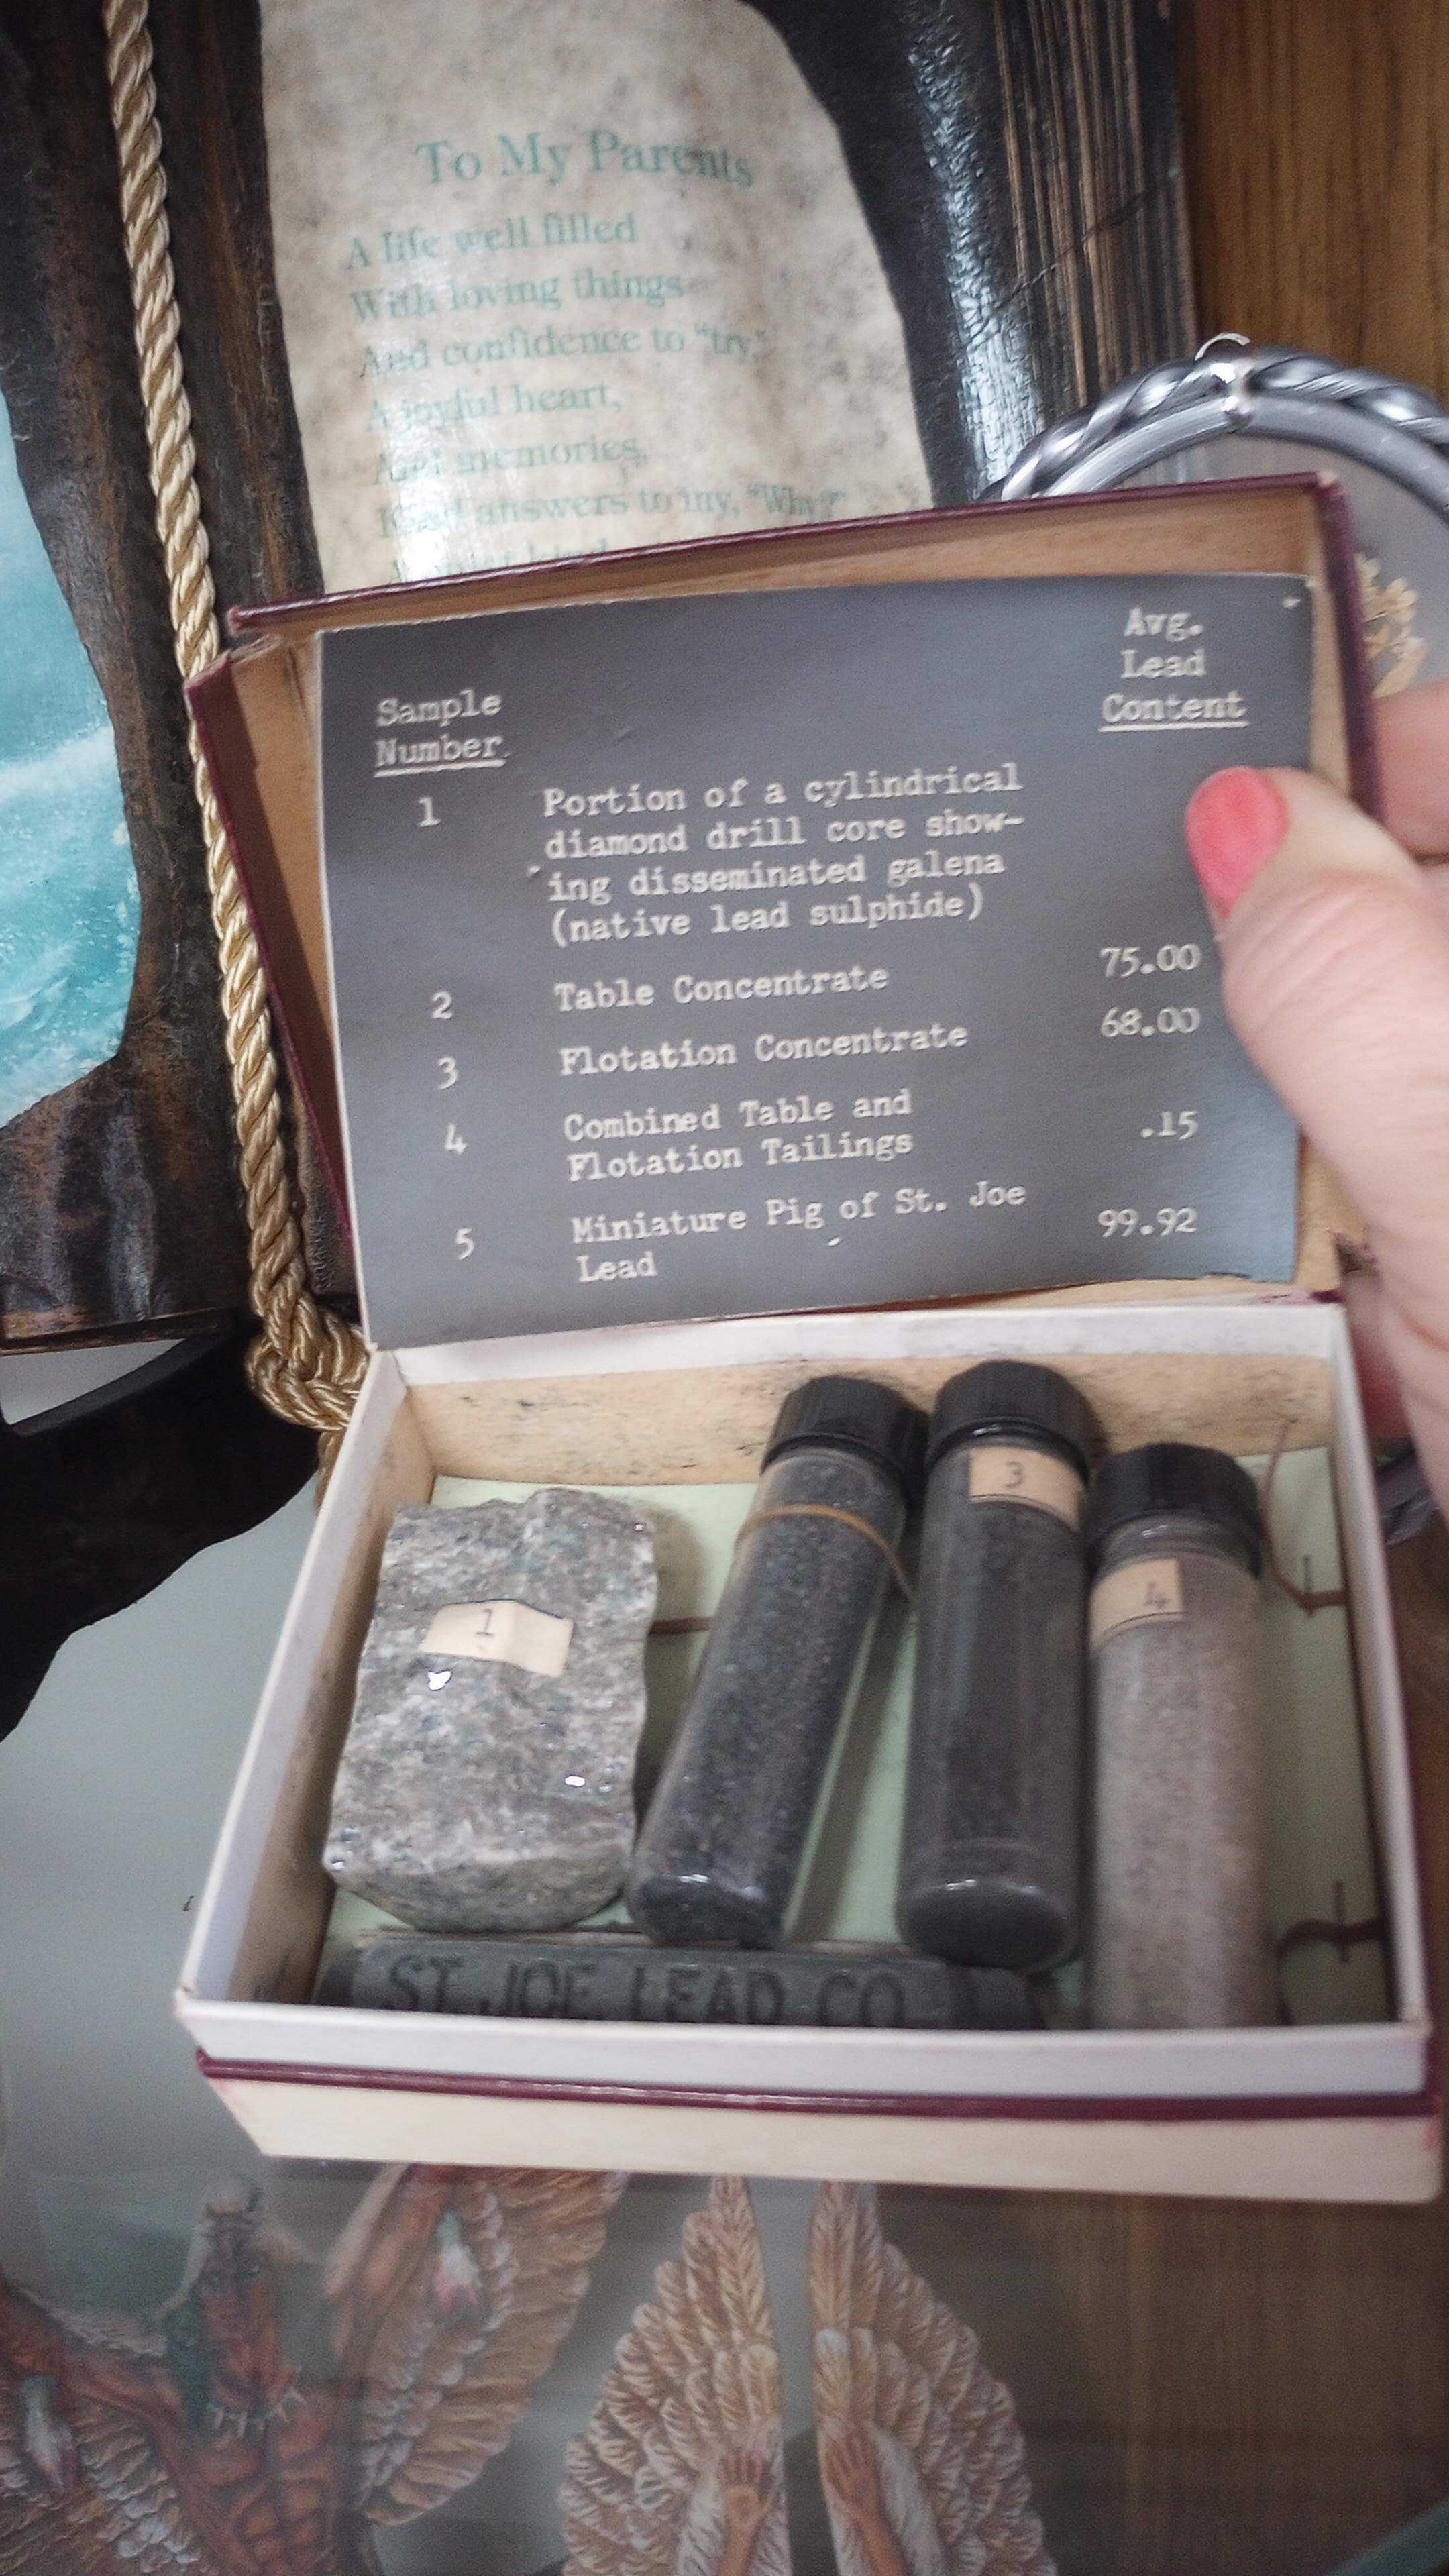 To My Parents
A life well filled
With loving things
And confidence to "try,"
A joyful heart,
And memories,
answers to my, "Why?"
Avg.
Lead
Content
Sample
Number
1 Portion of a cylindrical
diamond drill core show-
ing disseminated galena
(native lead sulphide)
2 Table Concentrate 75.00
3 Flotation Concentrate 68.00
4 Combined Table and
Flotation Tailings .15
5 Miniature Pig of St. Joe
Lead 99.92
1
3
4
ST. JOE LEAD CO.